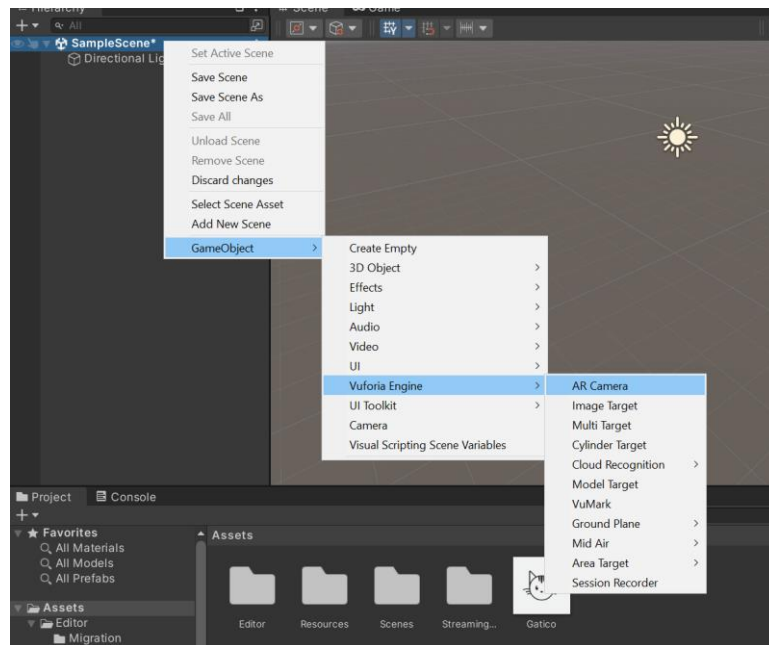 Hierarchy
Scene
Game
All
SampleScene*
Directional Lig
Set Active Scene
Save Scene
Save Scene As
Save All
Unload Scene
Remove Scene
Discard changes
Select Scene Asset
Add New Scene
GameObject
Create Empty
3D Object
Effects
Light
Audio
Video
UI
Vuforia Engine
UI Toolkit
Camera
Visual Scripting Scene Variables
AR Camera
Image Target
Multi Target
Cylinder Target
Cloud Recognition
Model Target
VuMark
Ground Plane
Mid Air
Area Target
Session Recorder
Project
Console
Favorites
All Materials
All Models
All Prefabs
Assets
Editor
Migration
Assets
Editor
Resources
Scenes
Streaming...
Gatico